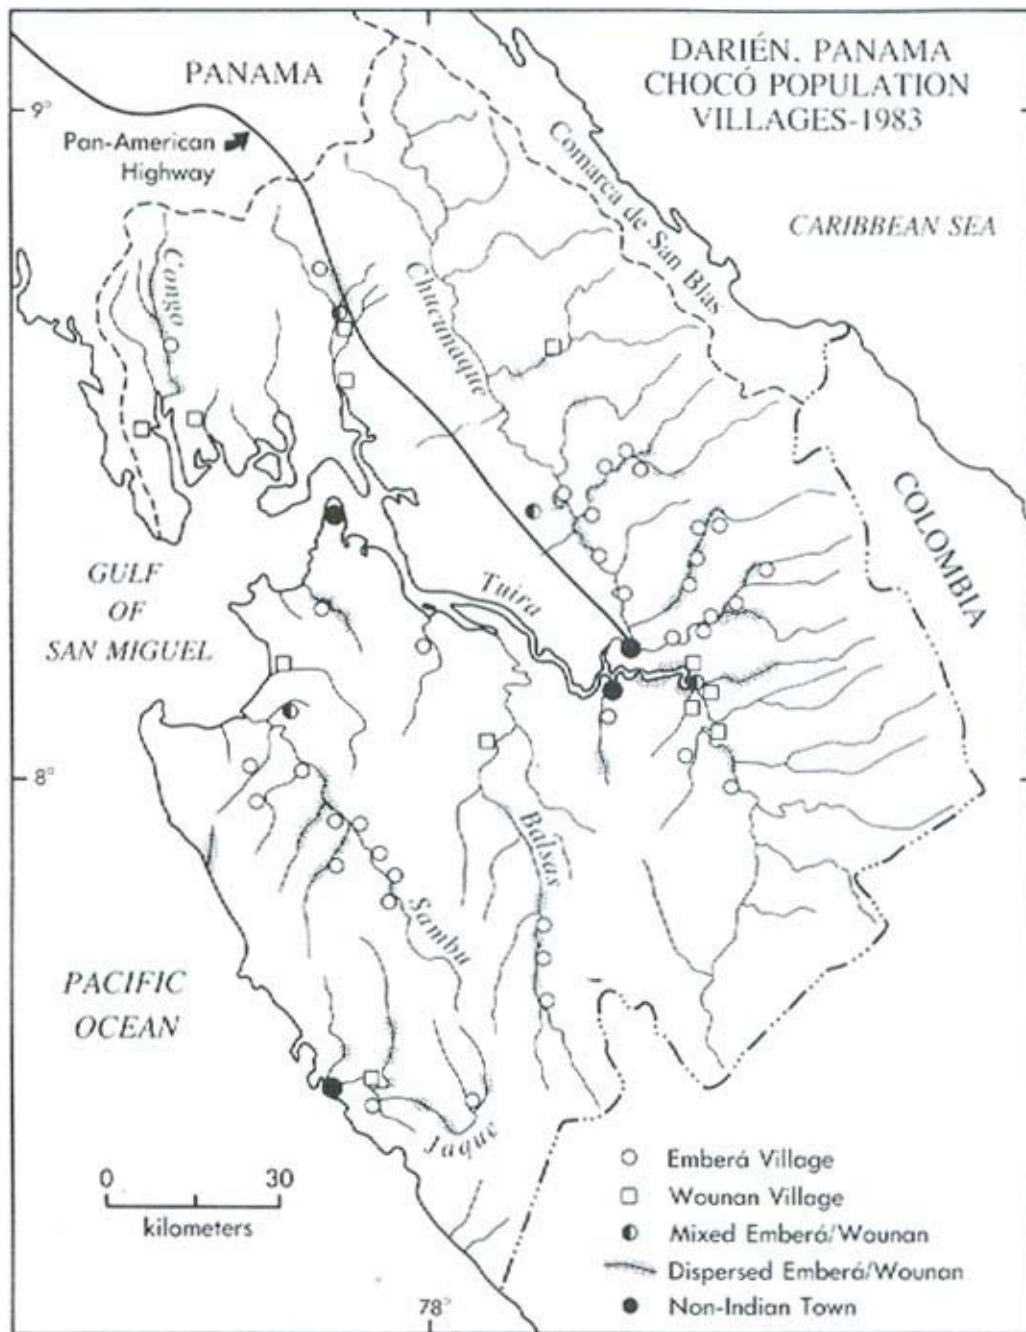 DARIÉN, PANAMA
CHOCÓ POPULATION
VILLAGES-1983
PANAMA
9°
Pan-American
Highway
Comarca de San Blas
CARIBBEAN SEA
Congo
Chucunaque
COLOMBIA
GULF
OF
SAN MIGUEL
Tuira
8°
Balsas
Sambu
PACIFIC
OCEAN
Jaque
0 30
kilometers
Emberá Village
Wounan Village
Mixed Emberá/Wounan
Dispersed Emberá/Wounan
Non-Indian Town
78°